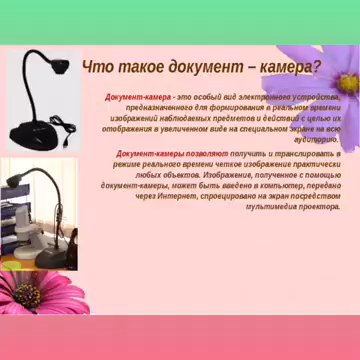 Что такое документ – камера?
Документ-камера - это особый вид электронного устройства,
предназначенного для формирования в реальном времени
изображений наблюдаемых предметов и действий с целью их
отображения в увеличенном виде на специальном экране на всю
аудиторию.
Документ-камеры позволяют получить и транслировать в
режиме реального времени четкое изображение практически
любых объектов. Изображение, полученное с помощью
документ-камеры, может быть введено в компьютер, передано
через Интернет, спроецировано на экран посредством
мультимедиа проектора.